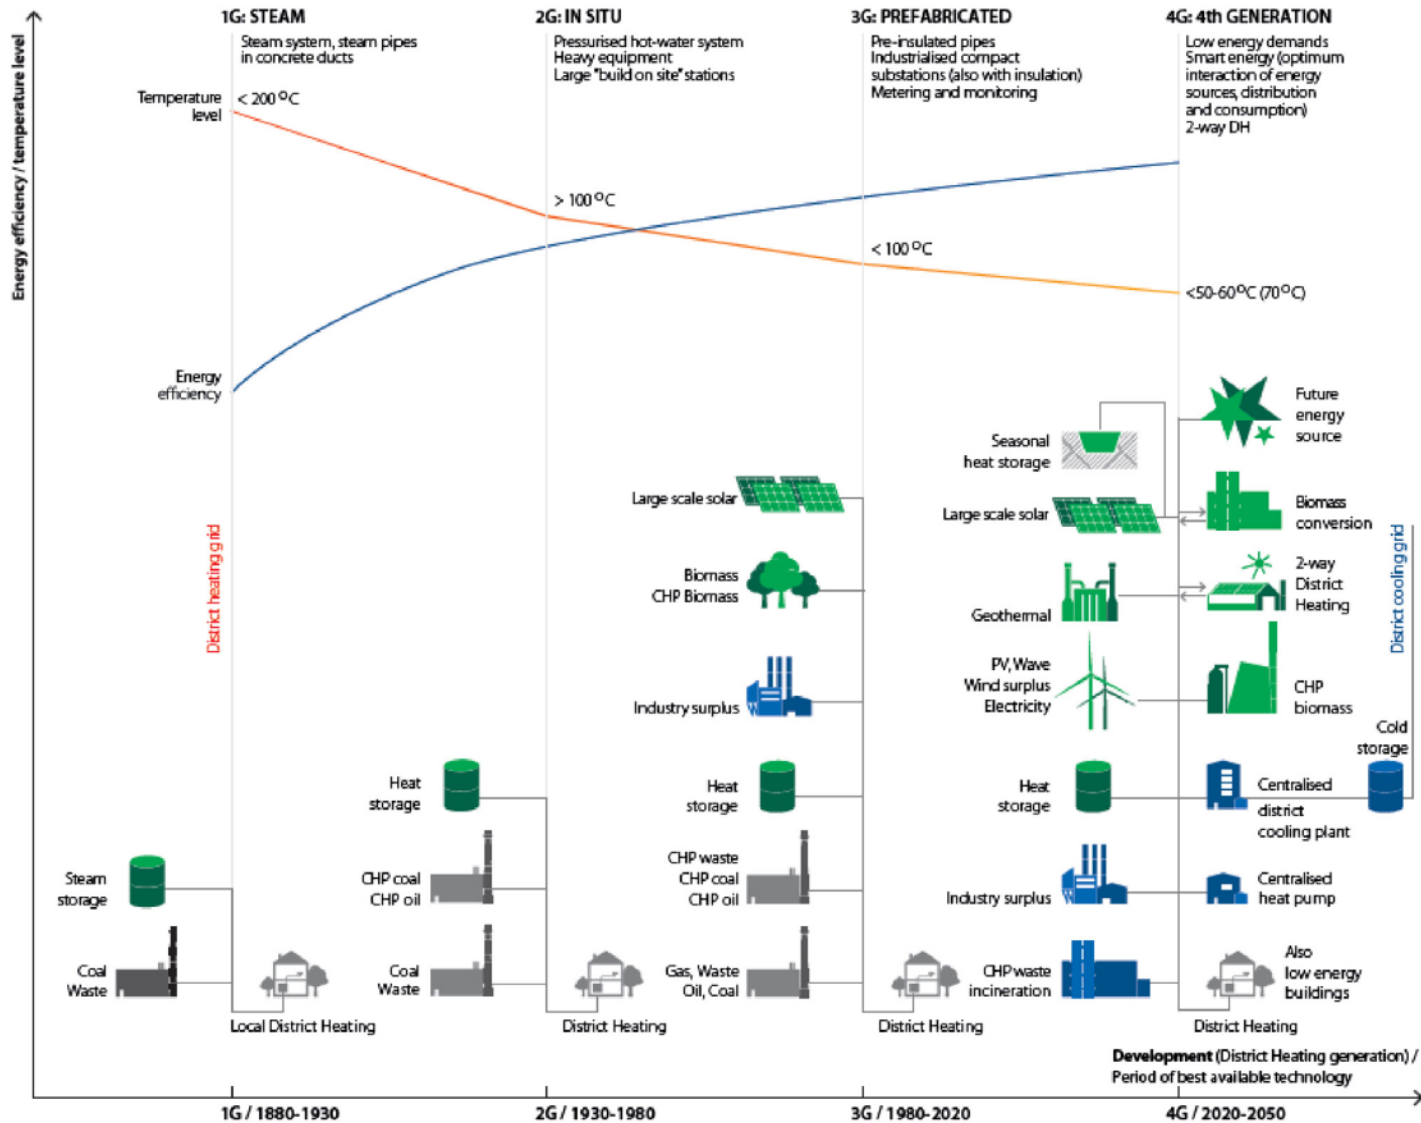 1G: STEAM
Steam system, steam pipes
in concrete ducts
2G: IN SITU
Pressurised hot-water system
Heavy equipment
Large "build on site" stations
3G: PREFABRICATED
Pre-insulated pipes
Industrialised compact
substations (also with insulation)
Metering and monitoring
4G: 4th GENERATION
Low energy demands
Smart energy (optimum
interaction of energy
sources, distribution
and consumption)
2-way DH
Energy efficiency / temperature level
Temperature
level
< 200 °C
> 100 °C
< 100 °C
<50-60°C (70°C)
Energy
efficiency
District heating grid
Steam
storage
Coal
Waste
Local District Heating
Heat
storage
CHP coal
CHP oil
Coal
Waste
District Heating
Large scale solar
Biomass
CHP Biomass
Industry surplus
Heat
storage
CHP waste
CHP coal
CHP oil
Gas, Waste
Oil, Coal
District Heating
Seasonal
heat storage
Large scale solar
Geothermal
PV, Wave
Wind surplus
Electricity
Heat
storage
Industry surplus
CHP waste
incineration
Future
energy
source
Biomass
conversion
2-way
District
Heating
CHP
biomass
Cold
storage
Centralised
district
cooling plant
Centralised
heat pump
Also
low energy
buildings
District Heating
District cooling grid
Development (District Heating generation) /
Period of best available technology
1G / 1880-1930
2G / 1930-1980
3G / 1980-2020
4G / 2020-2050